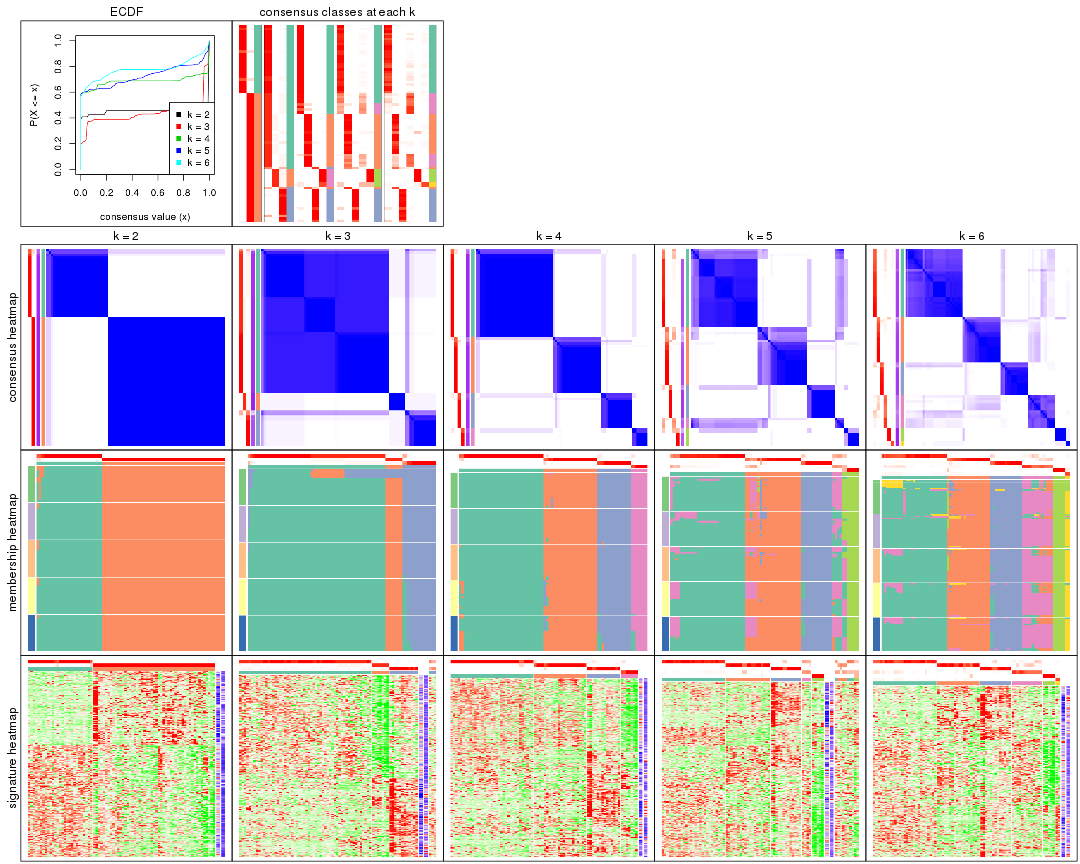 ECDF
consensus classes at each k
P(X <= x)
0.0 0.2 0.4 0.6 0.8 1.0
k = 2
k = 3
k = 4
k = 5
k = 6
0.0 0.2 0.4 0.6 0.8 1.0
consensus value (x)
k = 2
k = 3
k = 4
k = 5
k = 6
consensus heatmap
membership heatmap
signature heatmap